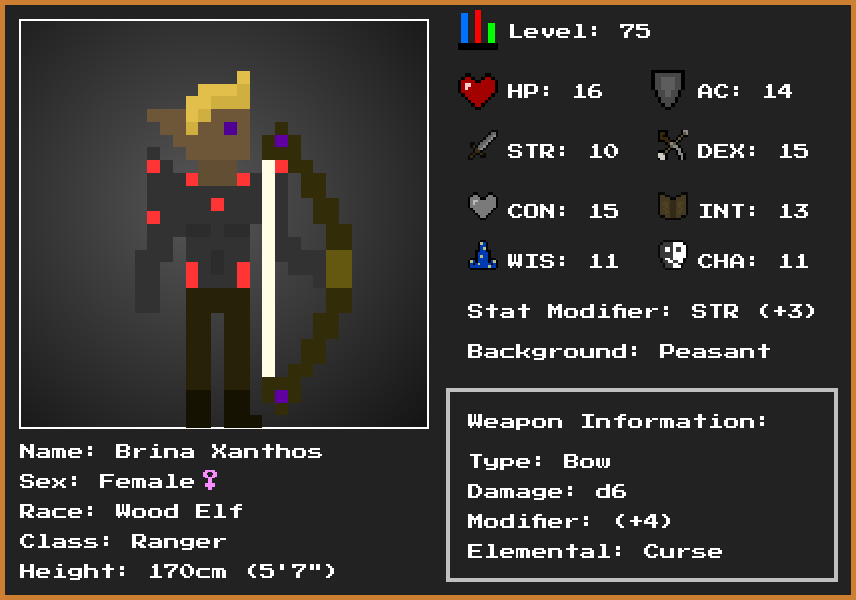 Level: 75
HP: 16
AC: 14
STR: 10
DEX: 15
CON: 15
INT: 13
WIS: 11
CHA: 11
Stat Modifier: STR (+3)
Background: Peasant
Name: Brina Xanthos
Sex: Female♀
Race: Wood Elf
Class: Ranger
Height: 170cm (5'7")
Weapon Information:
Type: Bow
Damage: d6
Modifier: (+4)
Elemental: Curse